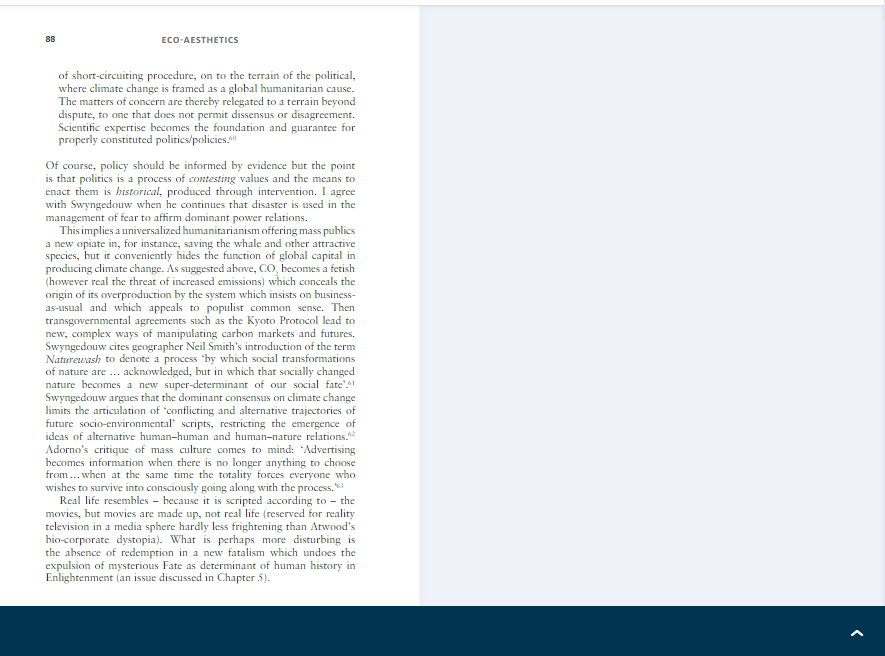 88
ECO-AESTHETICS
of short-circuiting procedure, on to the terrain of the political,
where climate change is framed as a global humanitarian cause.
The matters of concern are thereby relegated to a terrain beyond
dispute, to one that does not permit dissensus or disagreement.
Scientific expertise becomes the foundation and guarantee for
properly constituted politics/policies.⁶⁰
Of course, policy should be informed by evidence but the point
is that politics is a process of contesting values and the means to
enact them is historical, produced through intervention. I agree
with Swyngedouw when he continues that disaster is used in the
management of fear to affirm dominant power relations.
This implies a universalized humanitarianism offering mass publics
a new opiate in, for instance, saving the whale and other attractive
species, but it conveniently hides the function of global capital in
producing climate change. As suggested above, CO₂ becomes a fetish
(however real the threat of increased emissions) which conceals the
origin of its overproduction by the system which insists on business-
as-usual and which appeals to populist common sense. Then
transgovernmental agreements such as the Kyoto Protocol lead to
new, complex ways of manipulating carbon markets and futures.
Swyngedouw cites geographer Neil Smith's introduction of the term
Naturewash to denote a process 'by which social transformations
of nature are ... acknowledged, but in which that socially changed
nature becomes a new super-determinant of our social fate'.⁶¹
Swyngedouw argues that the dominant consensus on climate change
limits the articulation of 'conflicting and alternative trajectories of
future socio-environmental' scripts, restricting the emergence of
ideas of alternative human–human and human–nature relations.⁶²
Adorno's critique of mass culture comes to mind: 'Advertising
becomes information when there is no longer anything to choose
from ... when at the same time the totality forces everyone who
wishes to survive into consciously going along with the process.'⁶³
Real life resembles – because it is scripted according to – the
movies, but movies are made up, not real life (reserved for reality
television in a media sphere hardly less frightening than Atwood's
bio-corporate dystopia). What is perhaps more disturbing is
the absence of redemption in a new fatalism which undoes the
expulsion of mysterious Fate as determinant of human history in
Enlightenment (an issue discussed in Chapter 5).